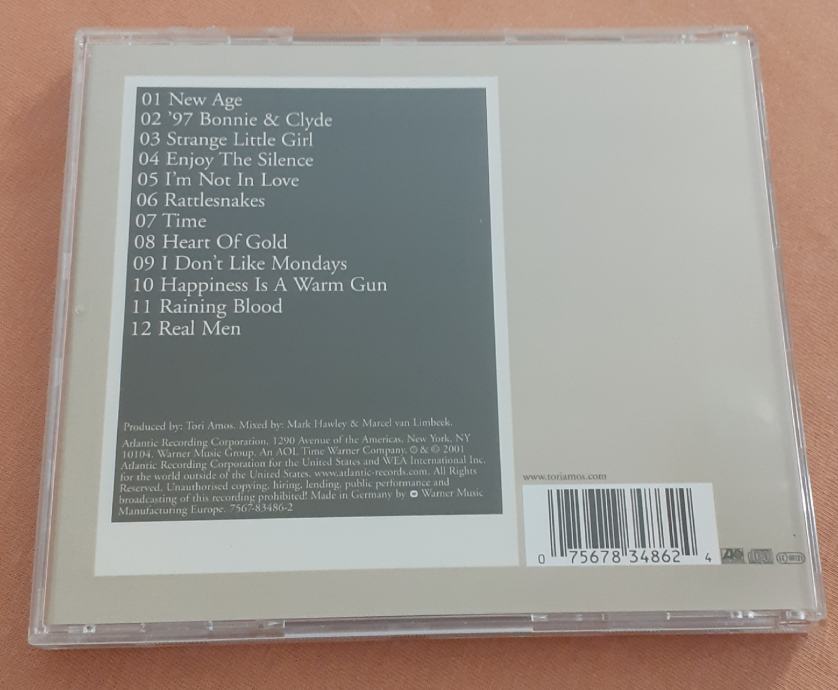 01 New Age
02 '97 Bonnie & Clyde
03 Strange Little Girl
04 Enjoy The Silence
05 I'm Not In Love
06 Rattlesnakes
07 Time
08 Heart Of Gold
09 I Don't Like Mondays
10 Happiness Is A Warm Gun
11 Raining Blood
12 Real Men
Produced by: Tori Amos. Mixed by: Mark Hawley & Marcel van Limbeek.
Atlantic Recording Corporation, 1290 Avenue of the Americas, New York, NY
10104. Warner Music Group. An AOL Time Warner Company. ℗ & © 2001
Atlantic Recording Corporation for the United States and WEA International Inc.
for the world outside of the United States. www.atlantic-records.com. All Rights
Reserved. Unauthorised copying, hiring, lending, public performance and
broadcasting of this recording prohibited! Made in Germany by Warner Music
Manufacturing Europe. 7567-83486-2
www.toriamos.com
0 75678 34862 4